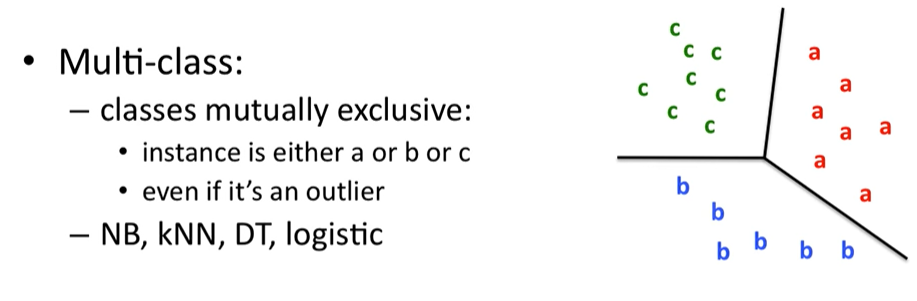 • Multi-class:
– classes mutually exclusive:
• instance is either a or b or c
• even if it's an outlier
– NB, kNN, DT, logistic
c
c c
c
c
c
c
c
a
a
a
a
a
a
a
b
b
b
b
b
b